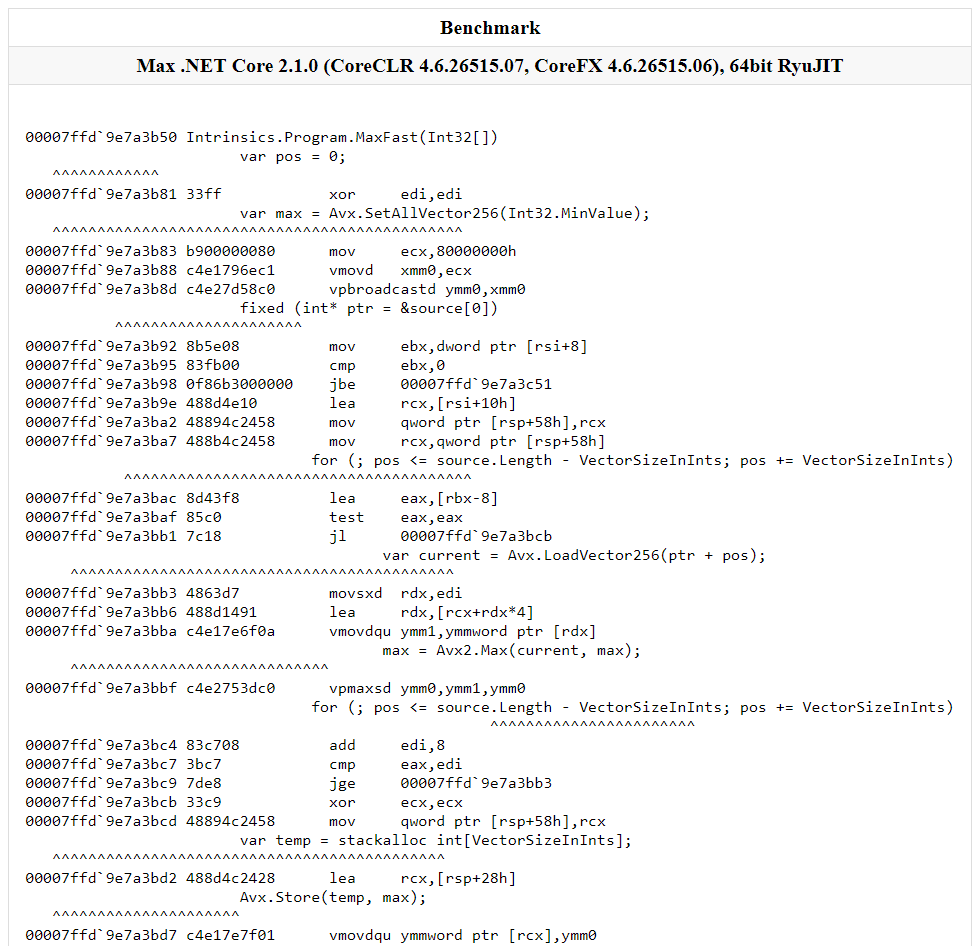 Benchmark
Max .NET Core 2.1.0 (CoreCLR 4.6.26515.07, CoreFX 4.6.26515.06), 64bit RyuJIT
00007ffd`9e7a3b50 Intrinsics.Program.MaxFast(Int32[])
var pos = 0;
^^^^^^^^^^^^
00007ffd`9e7a3b81 33ff xor edi,edi
var max = Avx.SetAllVector256(Int32.MinValue);
^^^^^^^^^^^^^^^^^^^^^^^^^^^^^^^^^^^^^^^^^^^^^^
00007ffd`9e7a3b83 b900000080 mov ecx,80000000h
00007ffd`9e7a3b88 c4e1796ec1 vmovd xmm0,ecx
00007ffd`9e7a3b8d c4e27d58c0 vpbroadcastd ymm0,xmm0
fixed (int* ptr = &source[0])
^^^^^^^^^^^^^^^^^^^^^
00007ffd`9e7a3b92 8b5e08 mov ebx,dword ptr [rsi+8]
00007ffd`9e7a3b95 83fb00 cmp ebx,0
00007ffd`9e7a3b98 0f86b3000000 jbe 00007ffd`9e7a3c51
00007ffd`9e7a3b9e 488d4e10 lea rcx,[rsi+10h]
00007ffd`9e7a3ba2 48894c2458 mov qword ptr [rsp+58h],rcx
00007ffd`9e7a3ba7 488b4c2458 mov rcx,qword ptr [rsp+58h]
for (; pos <= source.Length - VectorSizeInInts; pos += VectorSizeInInts)
^^^^^^^^^^^^^^^^^^^^^^^^^^^^^^^^^^^^^^^
00007ffd`9e7a3bac 8d43f8 lea eax,[rbx-8]
00007ffd`9e7a3baf 85c0 test eax,eax
00007ffd`9e7a3bb1 7c18 jl 00007ffd`9e7a3bcb
var current = Avx.LoadVector256(ptr + pos);
^^^^^^^^^^^^^^^^^^^^^^^^^^^^^^^^^^^^^^^^^^^
00007ffd`9e7a3bb3 4863d7 movsxd rdx,edi
00007ffd`9e7a3bb6 488d1491 lea rdx,[rcx+rdx*4]
00007ffd`9e7a3bba c4e17e6f0a vmovdqu ymm1,ymmword ptr [rdx]
max = Avx2.Max(current, max);
^^^^^^^^^^^^^^^^^^^^^^^^^^^^^
00007ffd`9e7a3bbf c4e2753dc0 vpmaxsd ymm0,ymm1,ymm0
for (; pos <= source.Length - VectorSizeInInts; pos += VectorSizeInInts)
^^^^^^^^^^^^^^^^^^^^^^^
00007ffd`9e7a3bc4 83c708 add edi,8
00007ffd`9e7a3bc7 3bc7 cmp eax,edi
00007ffd`9e7a3bc9 7de8 jge 00007ffd`9e7a3bb3
00007ffd`9e7a3bcb 33c9 xor ecx,ecx
00007ffd`9e7a3bcd 48894c2458 mov qword ptr [rsp+58h],rcx
var temp = stackalloc int[VectorSizeInInts];
^^^^^^^^^^^^^^^^^^^^^^^^^^^^^^^^^^^^^^^^^^^^
00007ffd`9e7a3bd2 488d4c2428 lea rcx,[rsp+28h]
Avx.Store(temp, max);
^^^^^^^^^^^^^^^^^^^^^
00007ffd`9e7a3bd7 c4e17e7f01 vmovdqu ymmword ptr [rcx],ymm0